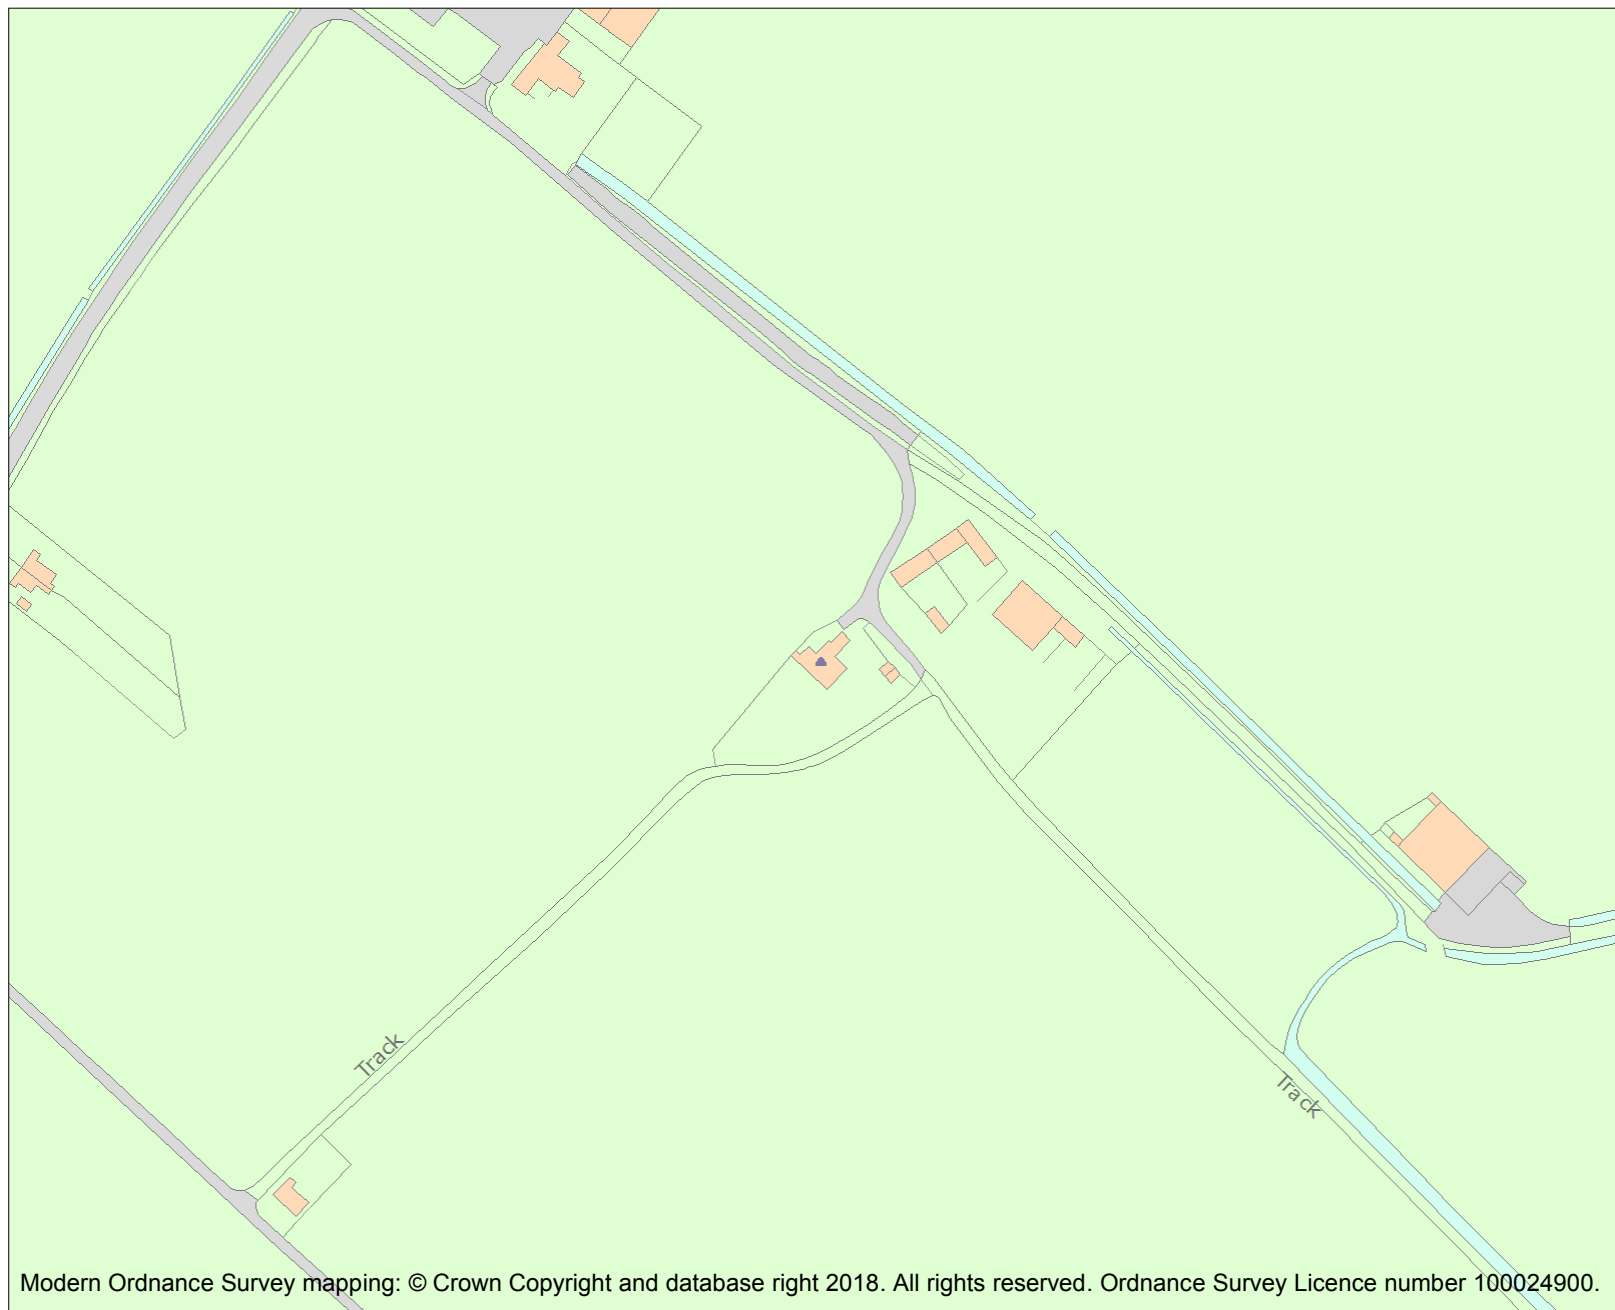 Track
Track
Modern Ordnance Survey mapping: © Crown Copyright and database right 2018. All rights reserved. Ordnance Survey Licence number 100024900.